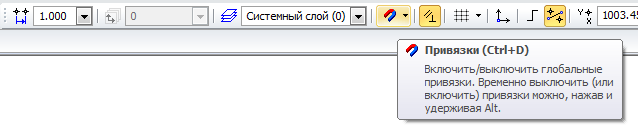 1.000 0 Системный слой (0) 1003.45
Привязки (Ctrl+D)
Включить/выключить глобальные
привязки. Временно выключить (или
включить) привязки можно, нажав и
удерживая Alt.